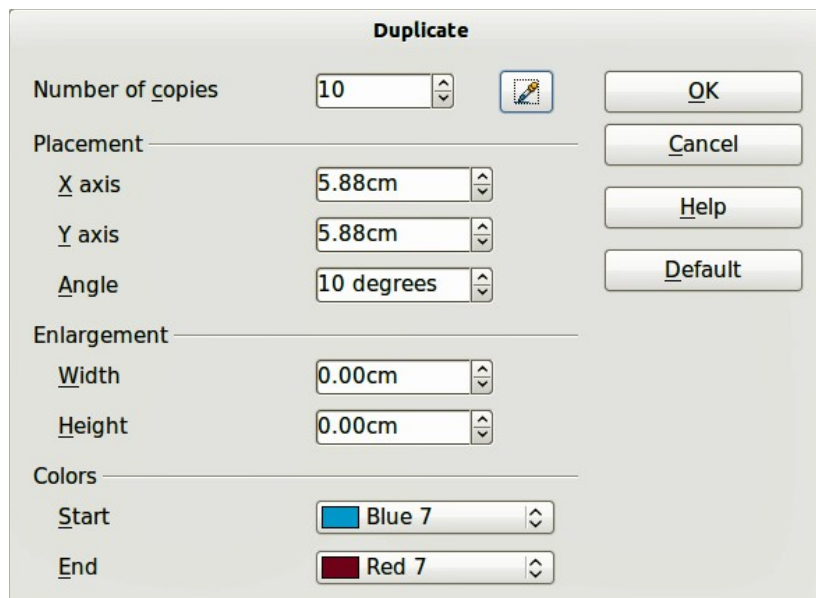 Duplicate
Number of copies 10 OK
Placement Cancel
X axis 5.88cm
Help
Y axis 5.88cm
Angle 10 degrees Default
Enlargement
Width 0.00cm
Height 0.00cm
Colors
Start Blue 7
End Red 7